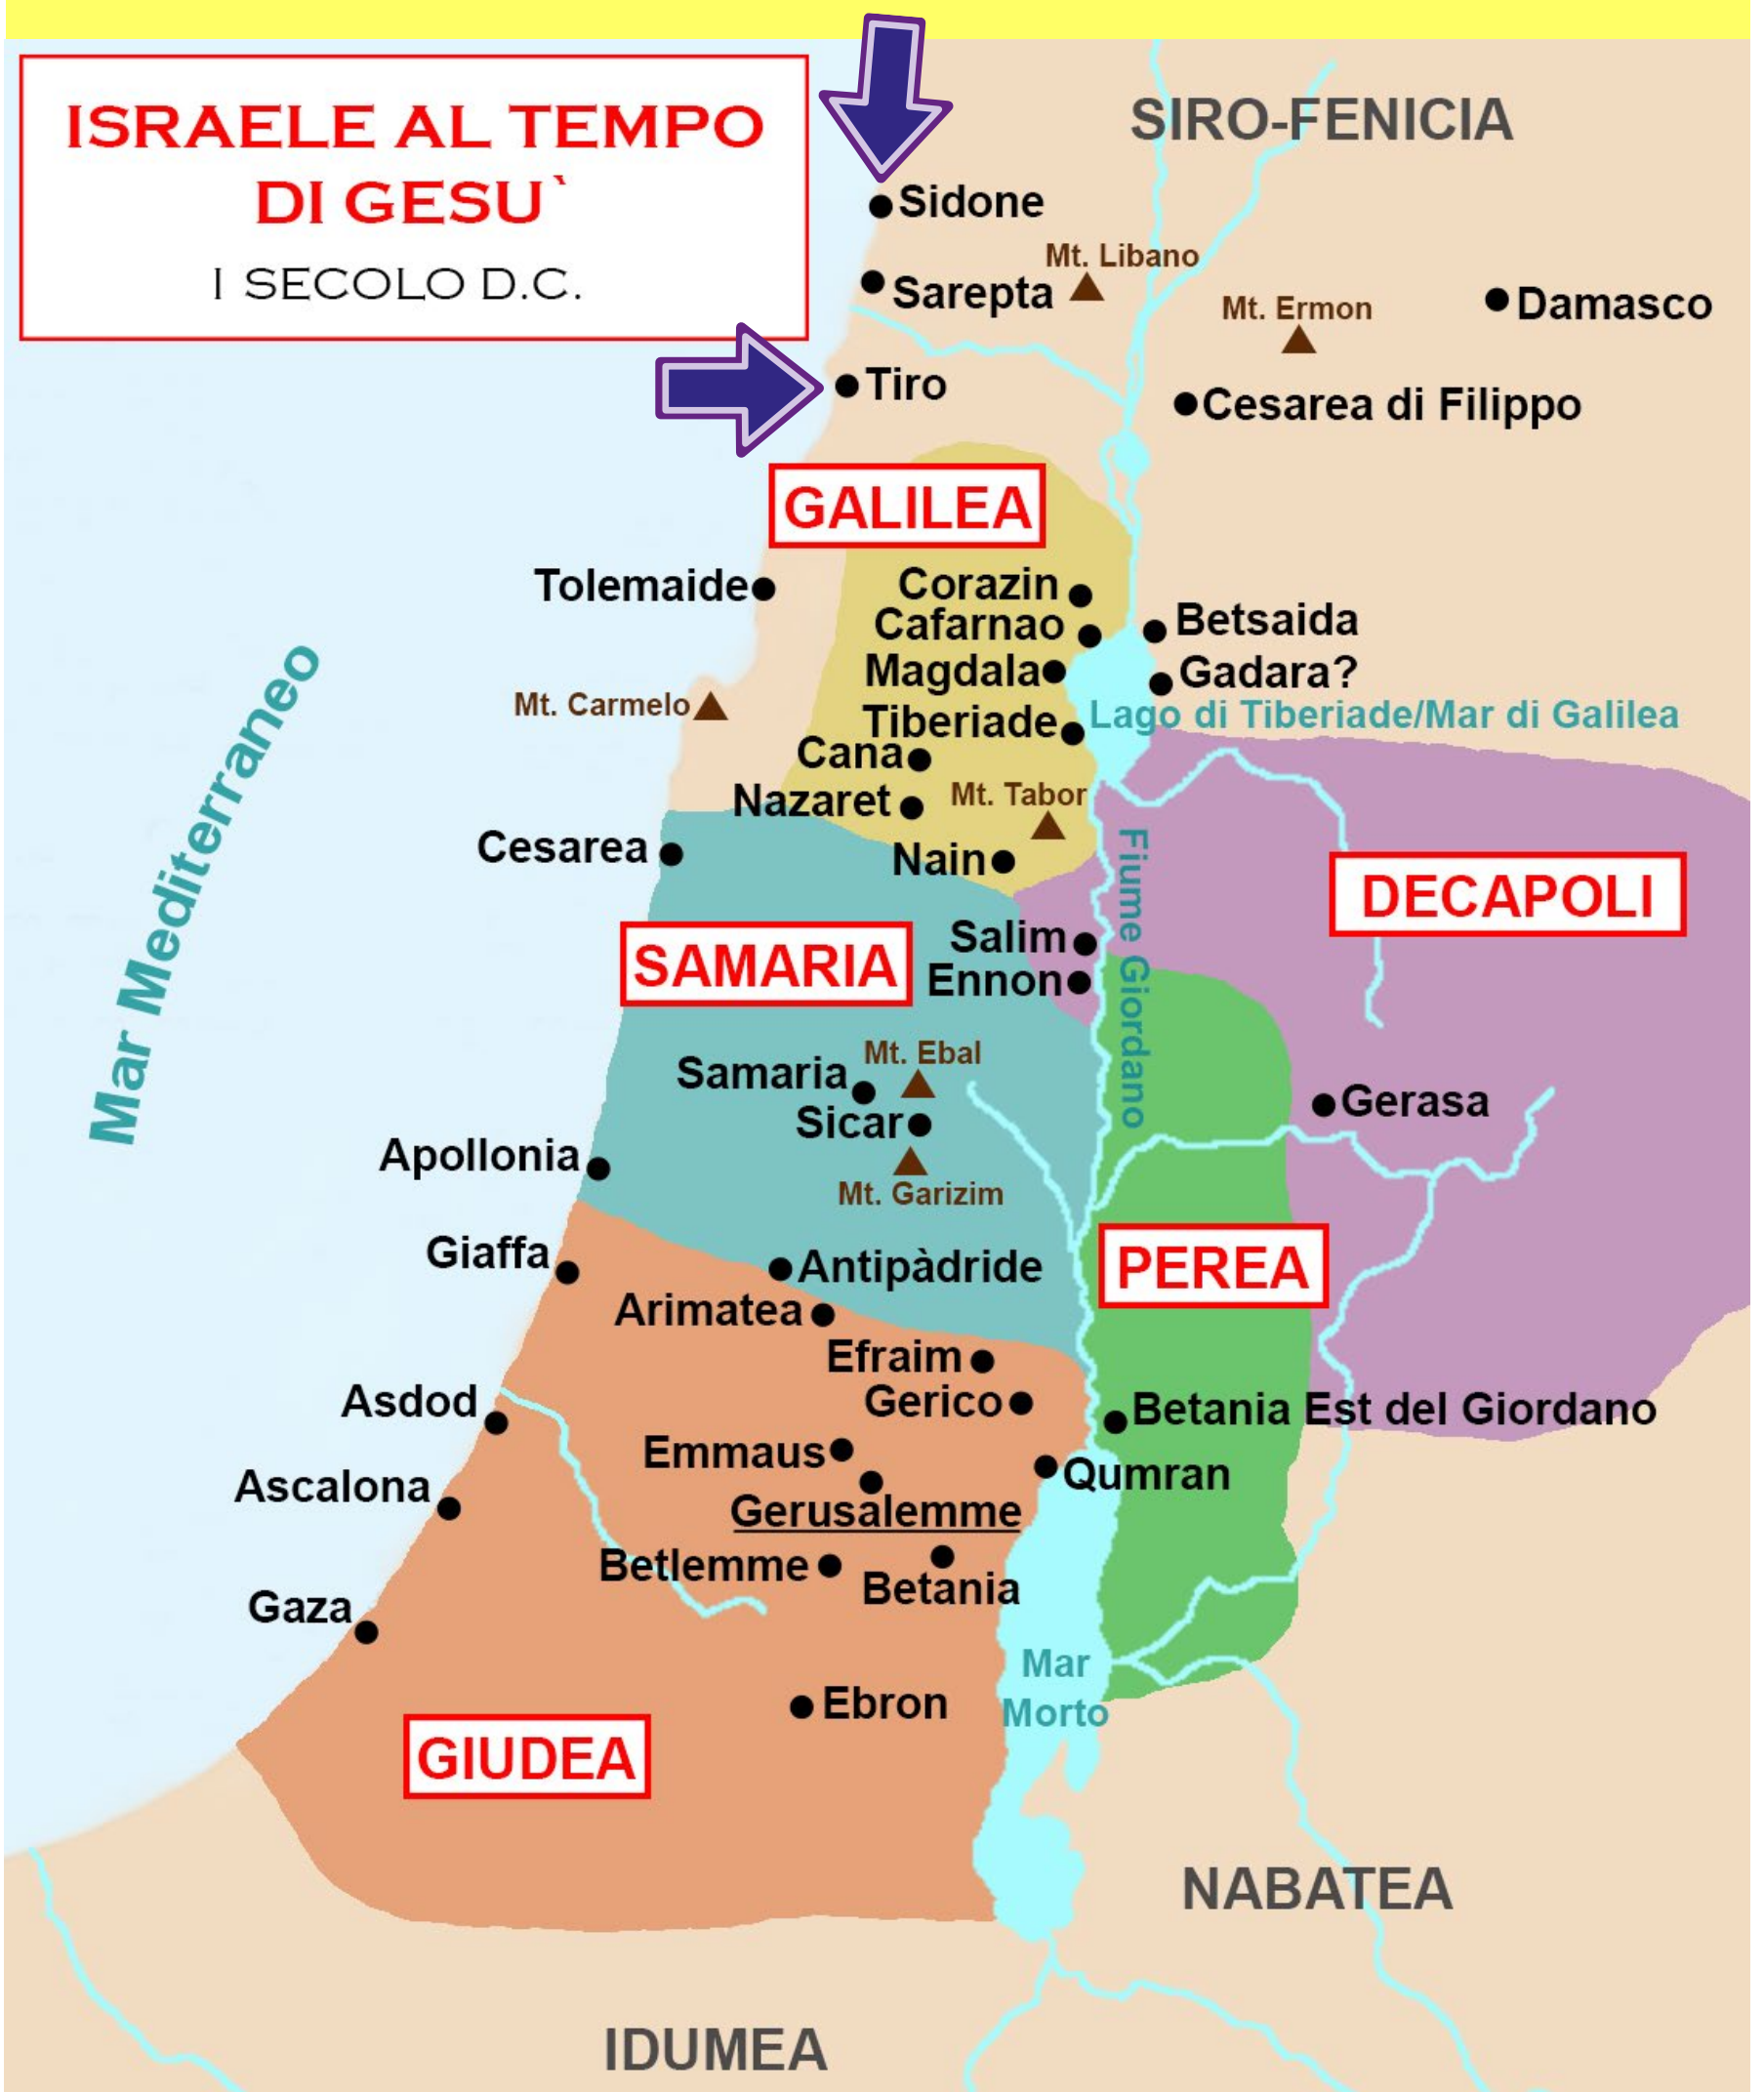 ISRAELE AL TEMPO
DI GESU`
I SECOLO D.C.
SIRO-FENICIA
Sidone
Mt. Libano
Sarepta
Mt. Ermon
Damasco
Tiro
Cesarea di Filippo
GALILEA
Tolemaide
Corazin
Cafarnao
Betsaida
Magdala
Gadara?
Mt. Carmelo
Lago di Tiberiade/Mar di Galilea
Tiberiade
Cana
Nazaret
Mt. Tabor
Mar Mediterraneo
Cesarea
Nain
Fiume Giordano
DECAPOLI
SAMARIA
Salim
Ennon
Mt. Ebal
Samaria
Gerasa
Sicar
Apollonia
Mt. Garizim
Giaffa
Antipàdride
PEREA
Arimatea
Efraim
Asdod
Gerico
Betania Est del Giordano
Emmaus
Qumran
Ascalona
Gerusalemme
Betlemme
Betania
Gaza
Mar
Morto
Ebron
GIUDEA
NABATEA
IDUMEA